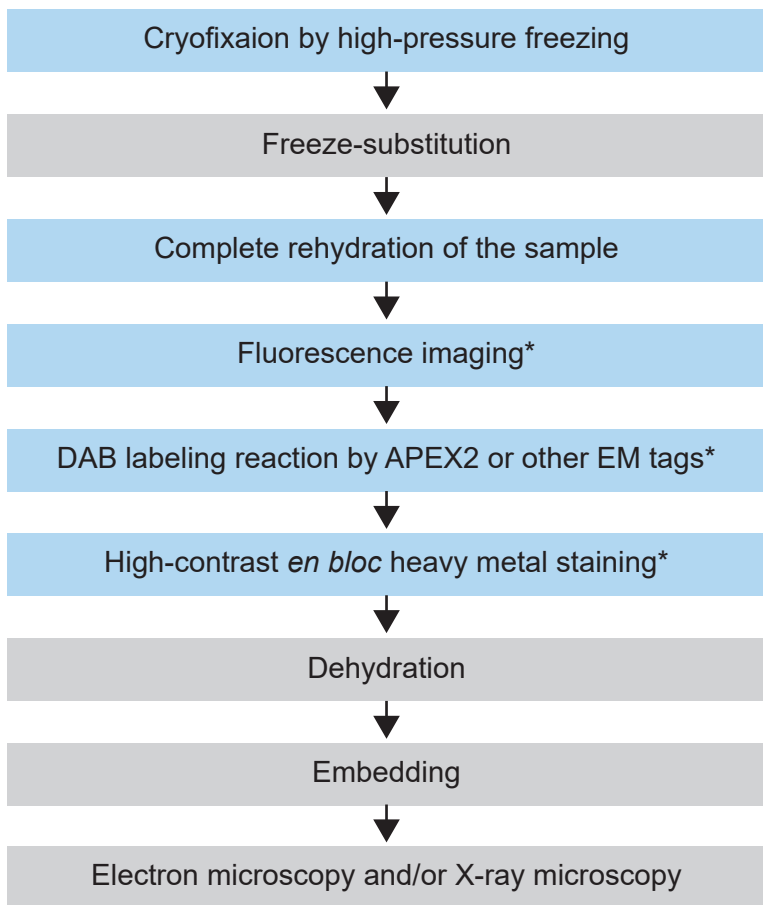 Cryofixaion by high-pressure freezing
Freeze-substitution
Complete rehydration of the sample
Fluorescence imaging*
DAB labeling reaction by APEX2 or other EM tags*
High-contrast en bloc heavy metal staining*
Dehydration
Embedding
Electron microscopy and/or X-ray microscopy